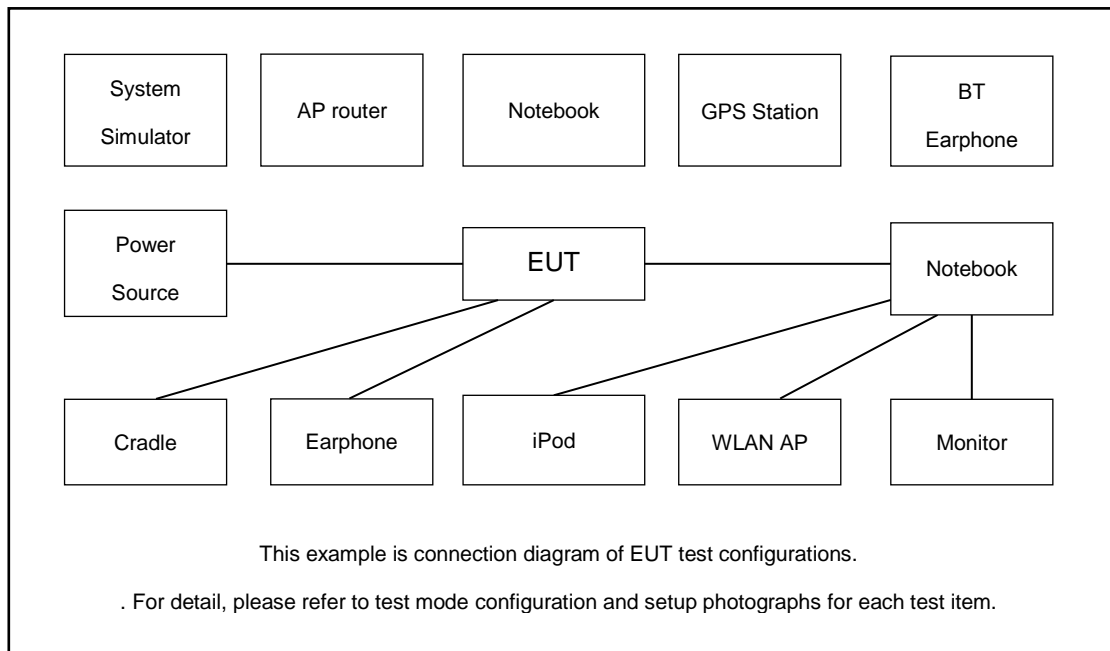 System
Simulator
AP router
Notebook
GPS Station
BT
Earphone
Power
Source
EUT
Notebook
Cradle
Earphone
iPod
WLAN AP
Monitor
This example is connection diagram of EUT test configurations.
. For detail, please refer to test mode configuration and setup photographs for each test item.